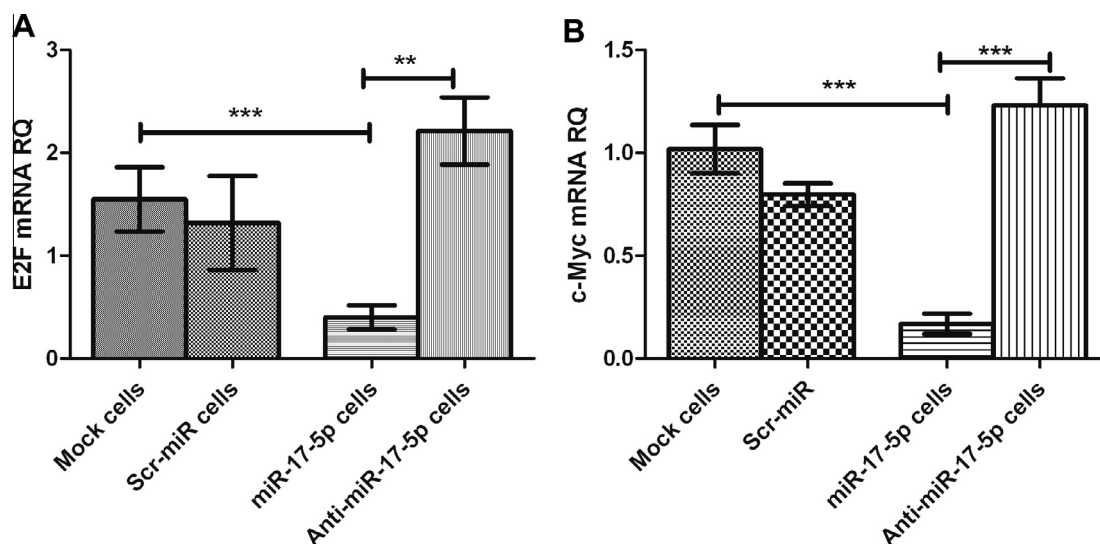 A
E2F mRNA RQ
3
2
1
0
***
**
Mock cells
Scr-miR cells
miR-17-5p cells
Anti-miR-17-5p cells
B
c-Myc mRNA RQ
1.5
1.0
0.5
0.0
***
***
Mock cells
Scr-miR
miR-17-5p cells
Anti-miR-17-5p cells